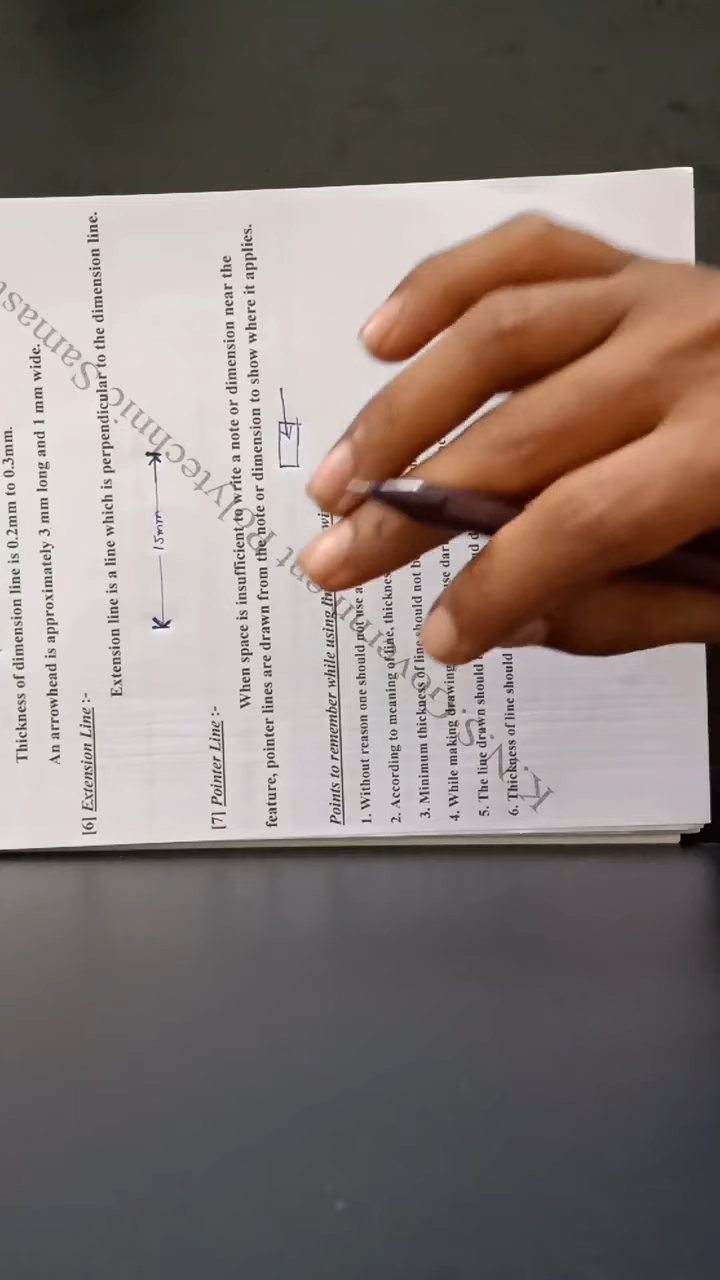 Thickness of dimension line is 0.2mm to 0.3mm.
An arrowhead is approximately 3 mm long and 1 mm wide.
[6] Extension Line :-
Extension line is a line which is perpendicular to the dimension line.
15mm
[7] Pointer Line :-
When space is insufficient to write a note or dimension near the
feature, pointer lines are drawn from the note or dimension to show where it applies.
Points to remember while using
1. Without reason one should not use a
2. According to meaning of line, thickness
3. Minimum thickness of line should not b
4. While making drawing use dar
5. The line drawn should
6. Thickness of line should
K.N.S Government Polytechnic Samast